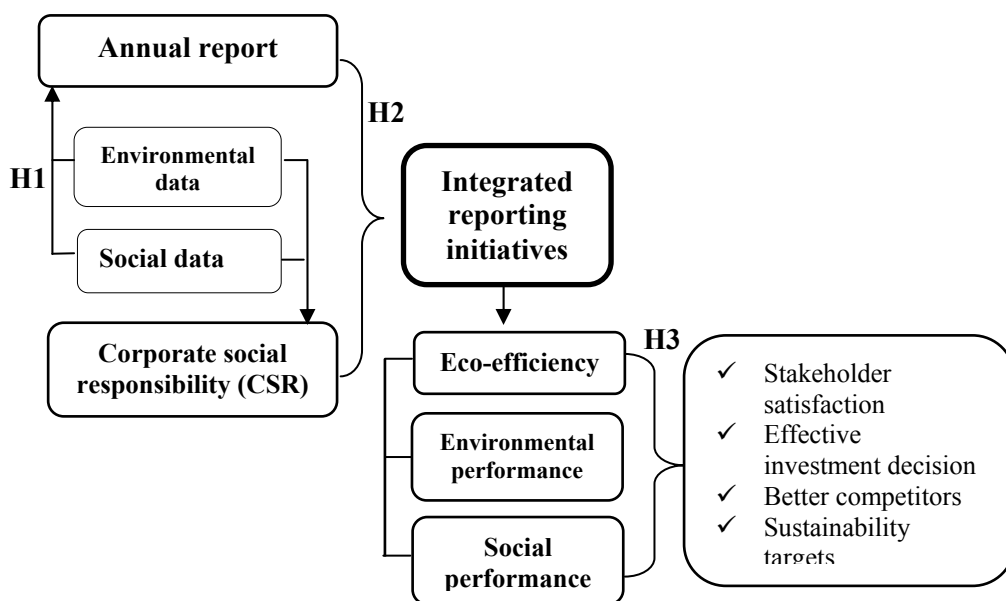 Annual report
H2
Environmental
data
H1
Social data
Corporate social
responsibility (CSR)
Integrated
reporting
initiatives
Eco-efficiency
H3
Environmental
performance
Social
performance
✓ Stakeholder
satisfaction
✓ Effective
investment decision
✓ Better competitors
✓ Sustainability
targets